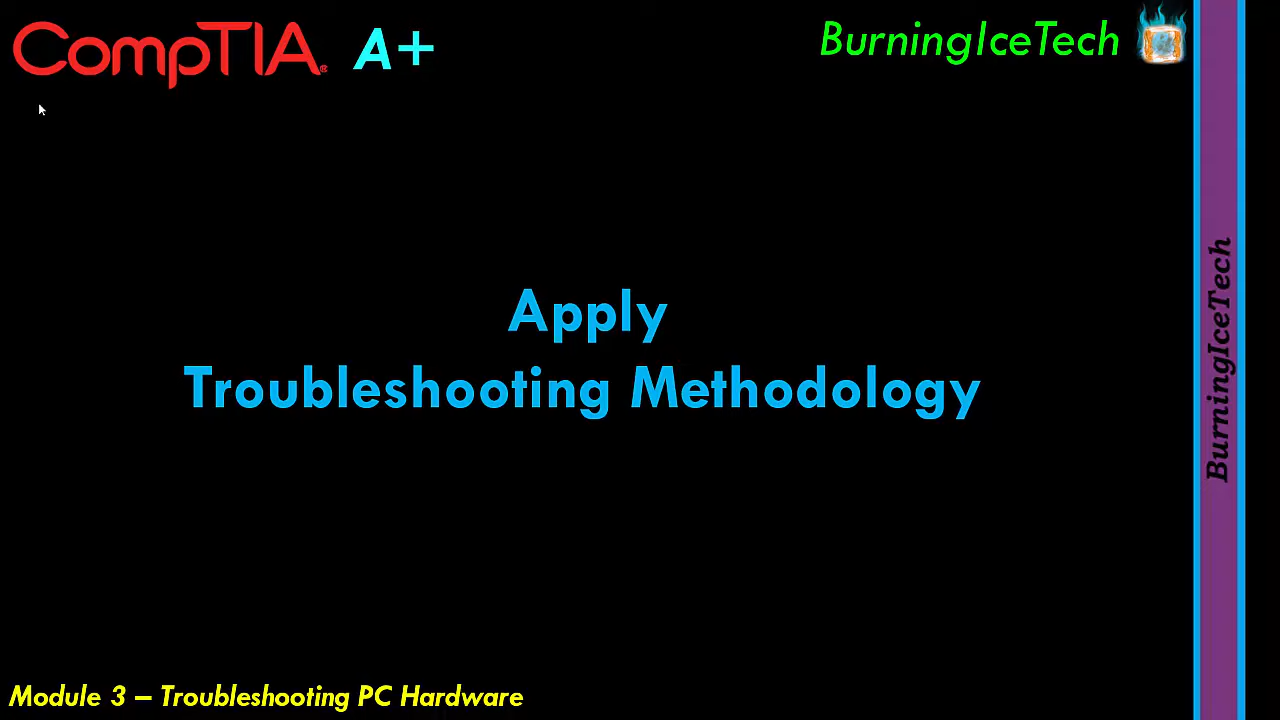 CompTIA® A+
BurningIceTech
Apply
Troubleshooting Methodology
BurningIceTech
Module 3 – Troubleshooting PC Hardware